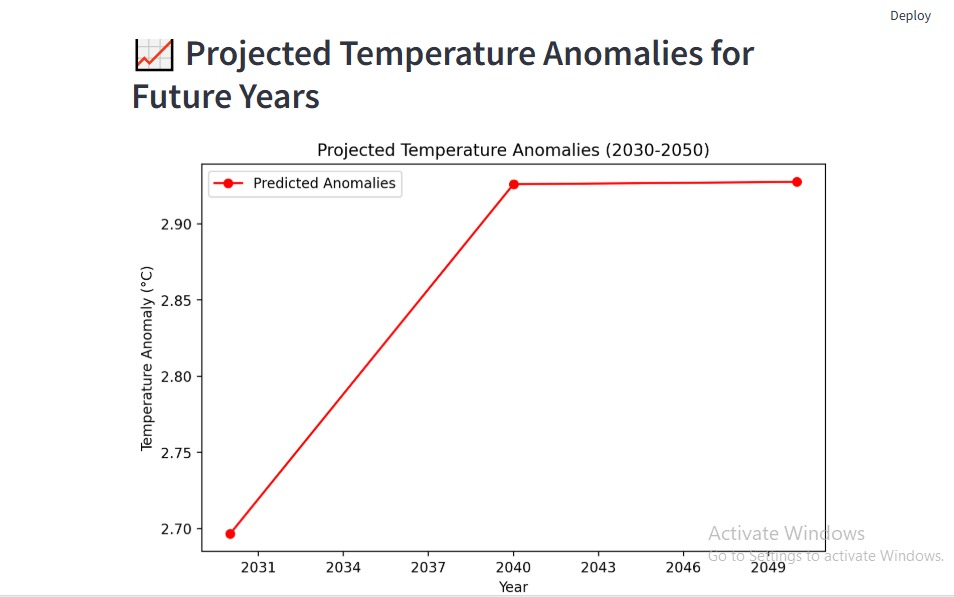 Deploy
Projected Temperature Anomalies for
Future Years
Projected Temperature Anomalies (2030-2050)
Predicted Anomalies
Temperature Anomaly (°C)
2.90
2.85
2.80
2.75
2.70
2031 2034 2037 2040 2043 2046 2049
Year
Activate Windows
Go to Settings to activate Windows.